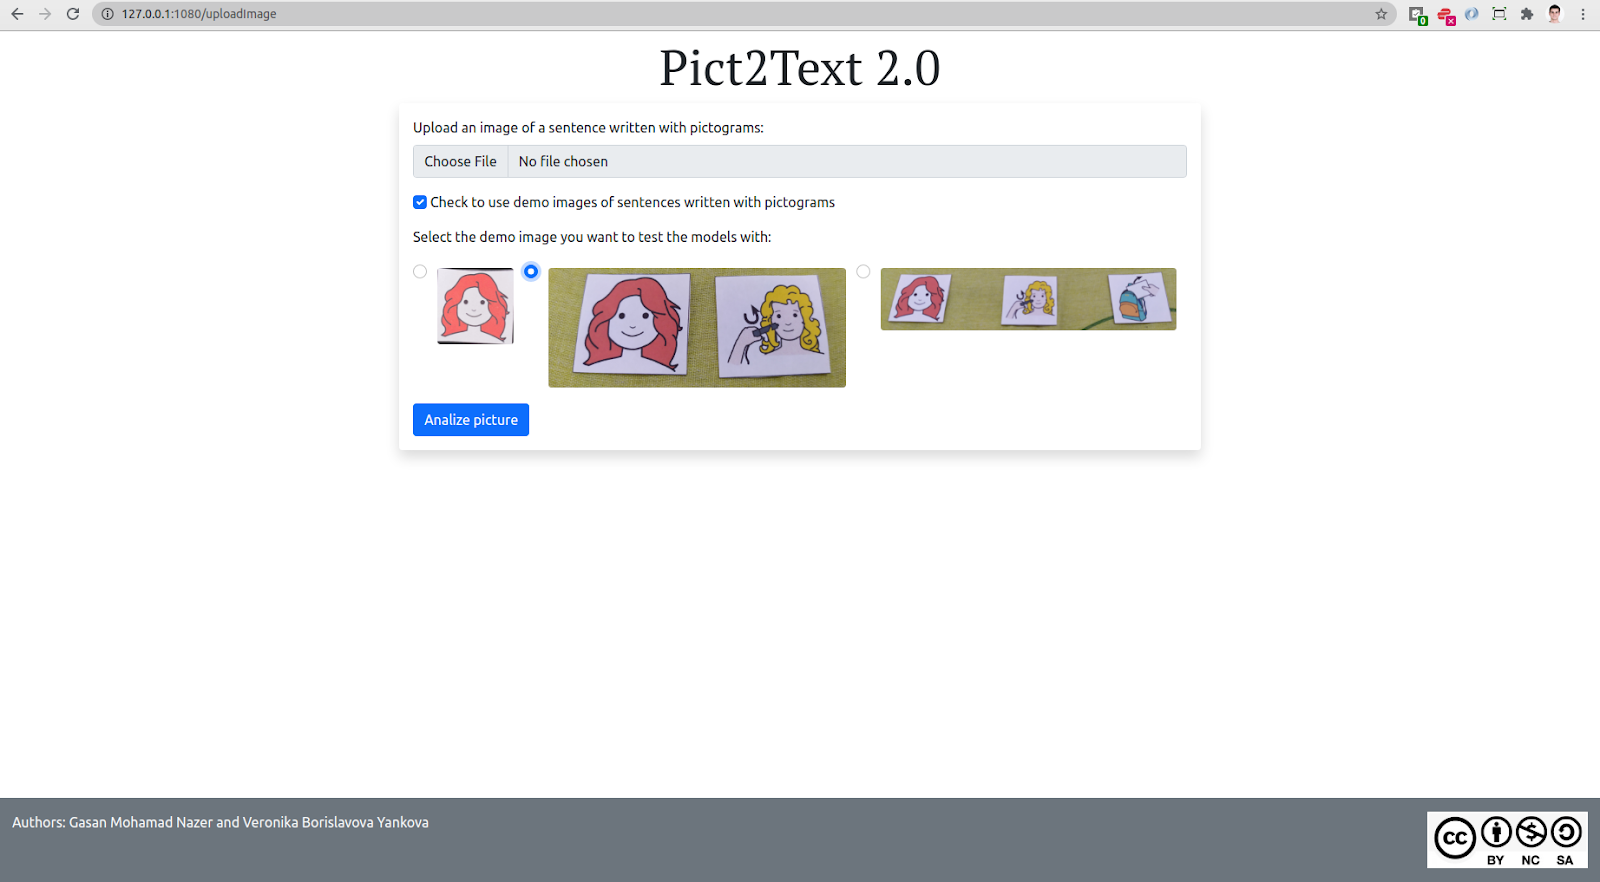 127.0.0.1:1080/uploadImage
0
Pict2Text 2.0
Upload an image of a sentence written with pictograms:
Choose File No file chosen
Check to use demo images of sentences written with pictograms
Select the demo image you want to test the models with:
Analize picture
Authors: Gasan Mohamad Nazer and Veronika Borislavova Yankova
cc
BY NC SA